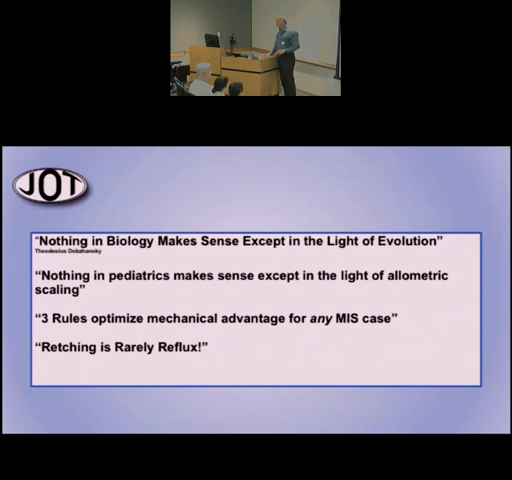 JOT
"Nothing in Biology Makes Sense Except in the Light of Evolution"
Theodosius Dobzhansky
"Nothing in pediatrics makes sense except in the light of allometric
scaling"
"3 Rules optimize mechanical advantage for any MIS case"
"Retching is Rarely Reflux!"